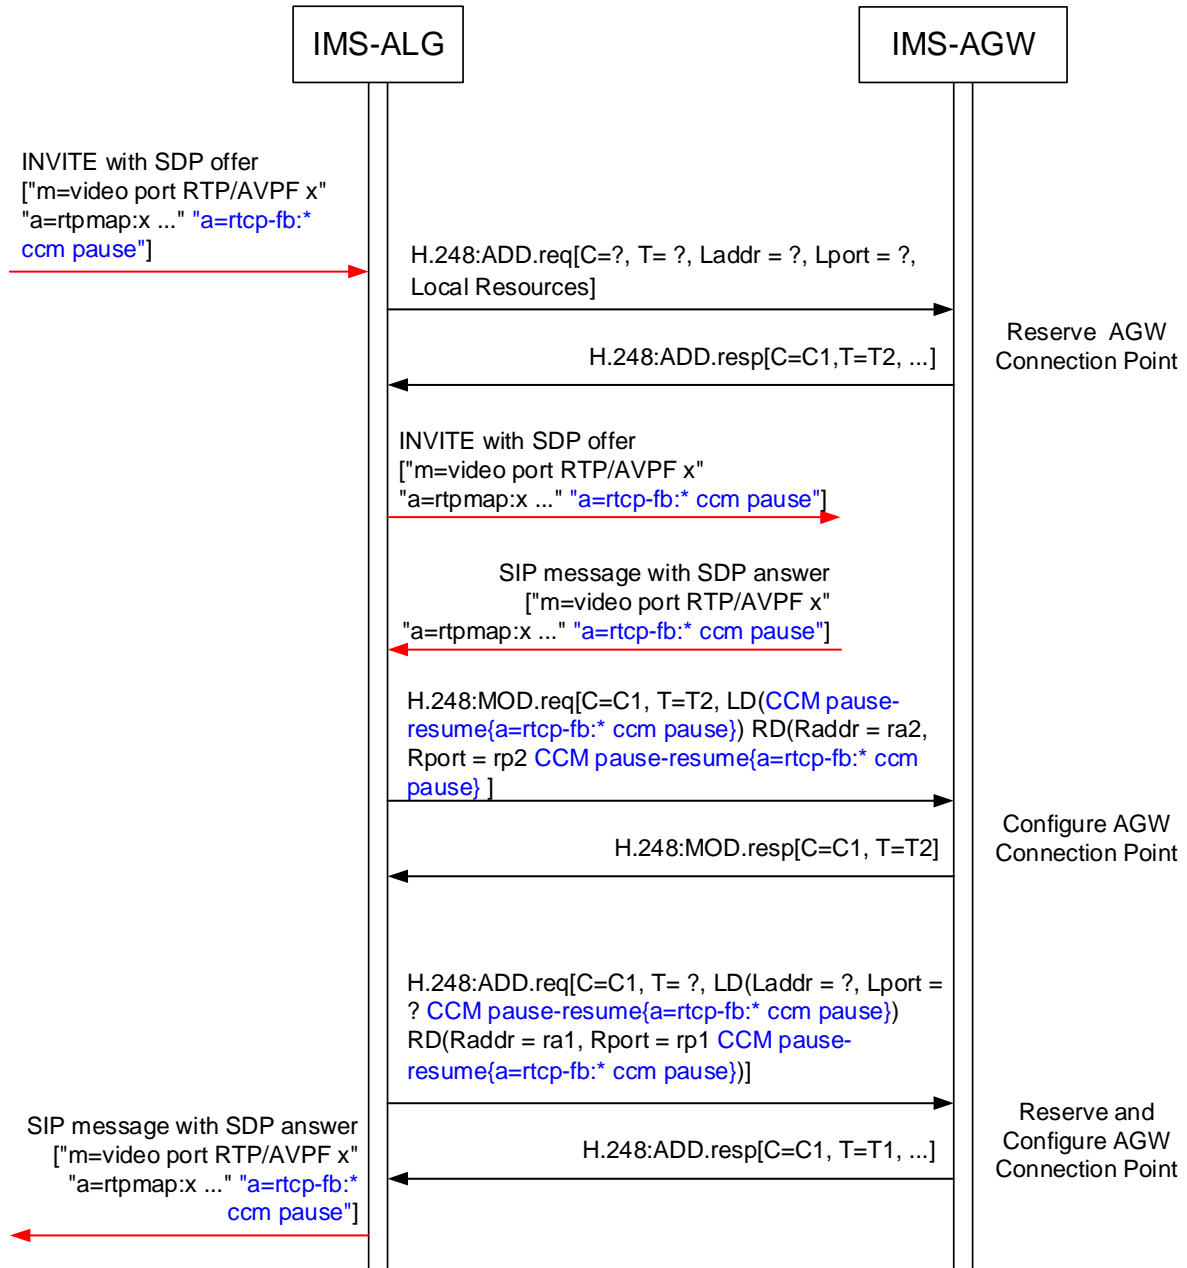 IMS-ALG
IMS-AGW
INVITE with SDP offer
["m=video port RTP/AVPF x"
"a=rtpmap:x ..." "a=rtcp-fb:*
ccm pause"]
H.248:ADD.req[C=?, T= ?, Laddr = ?, Lport = ?,
Local Resources]
Reserve  AGW
Connection Point
H.248:ADD.resp[C=C1,T=T2, ...]
INVITE with SDP offer
["m=video port RTP/AVPF x"
"a=rtpmap:x ..." "a=rtcp-fb:* ccm pause"]
SIP message with SDP answer
["m=video port RTP/AVPF x"
"a=rtpmap:x ..." "a=rtcp-fb:* ccm pause"]
H.248:MOD.req[C=C1, T=T2, LD(CCM pause-
resume{a=rtcp-fb:* ccm pause}) RD(Raddr = ra2,
Rport = rp2 CCM pause-resume{a=rtcp-fb:* ccm
pause} ]
Configure AGW
Connection Point
H.248:MOD.resp[C=C1, T=T2]
H.248:ADD.req[C=C1, T= ?, LD(Laddr = ?, Lport =
? CCM pause-resume{a=rtcp-fb:* ccm pause})
RD(Raddr = ra1, Rport = rp1 CCM pause-
resume{a=rtcp-fb:* ccm pause})]
Reserve and
Configure AGW
Connection Point
H.248:ADD.resp[C=C1, T=T1, ...]
SIP message with SDP answer
["m=video port RTP/AVPF x"
"a=rtpmap:x ..." "a=rtcp-fb:*
ccm pause"]